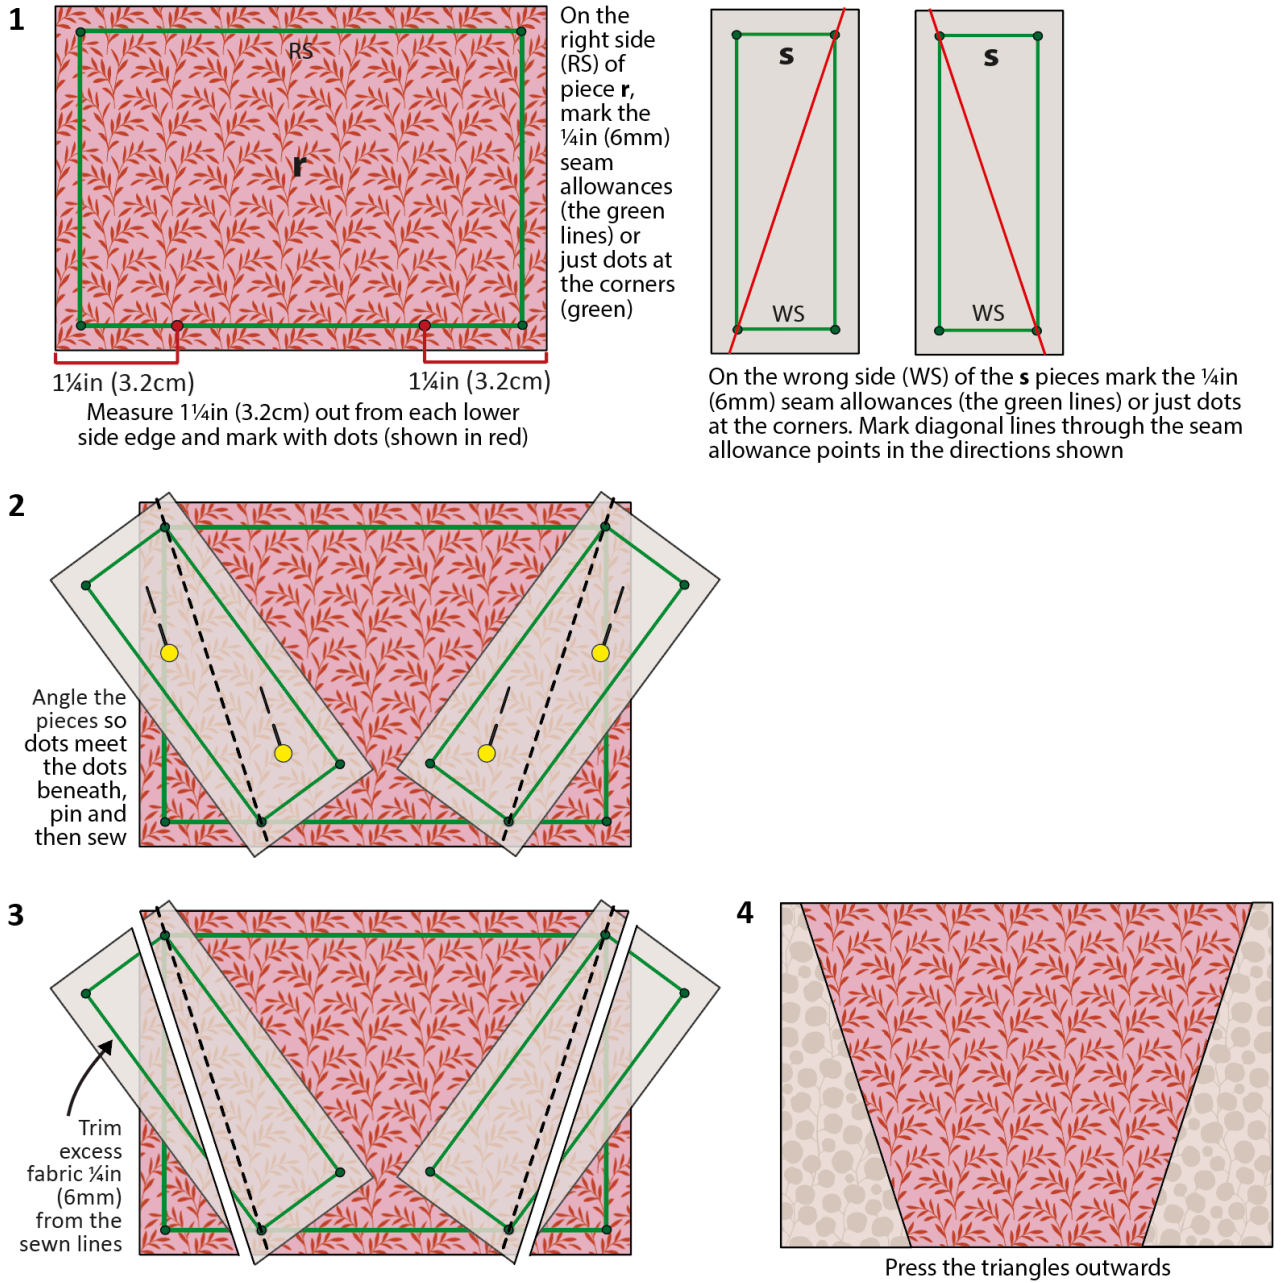 1
RS
r
On the
right side
(RS) of
piece r,
mark the
¼in (6mm)
seam
allowances
(the green
lines) or
just dots at
the corners
(green)
1¼in (3.2cm)
1¼in (3.2cm)
Measure 1¼in (3.2cm) out from each lower
side edge and mark with dots (shown in red)
s
WS
s
WS
On the wrong side (WS) of the s pieces mark the ¼in
(6mm) seam allowances (the green lines) or just dots
at the corners. Mark diagonal lines through the seam
allowance points in the directions shown
2
Angle the
pieces so
dots meet
the dots
beneath,
pin and
then sew
3
Trim
excess
fabric ¼in
(6mm)
from the
sewn lines
4
Press the triangles outwards